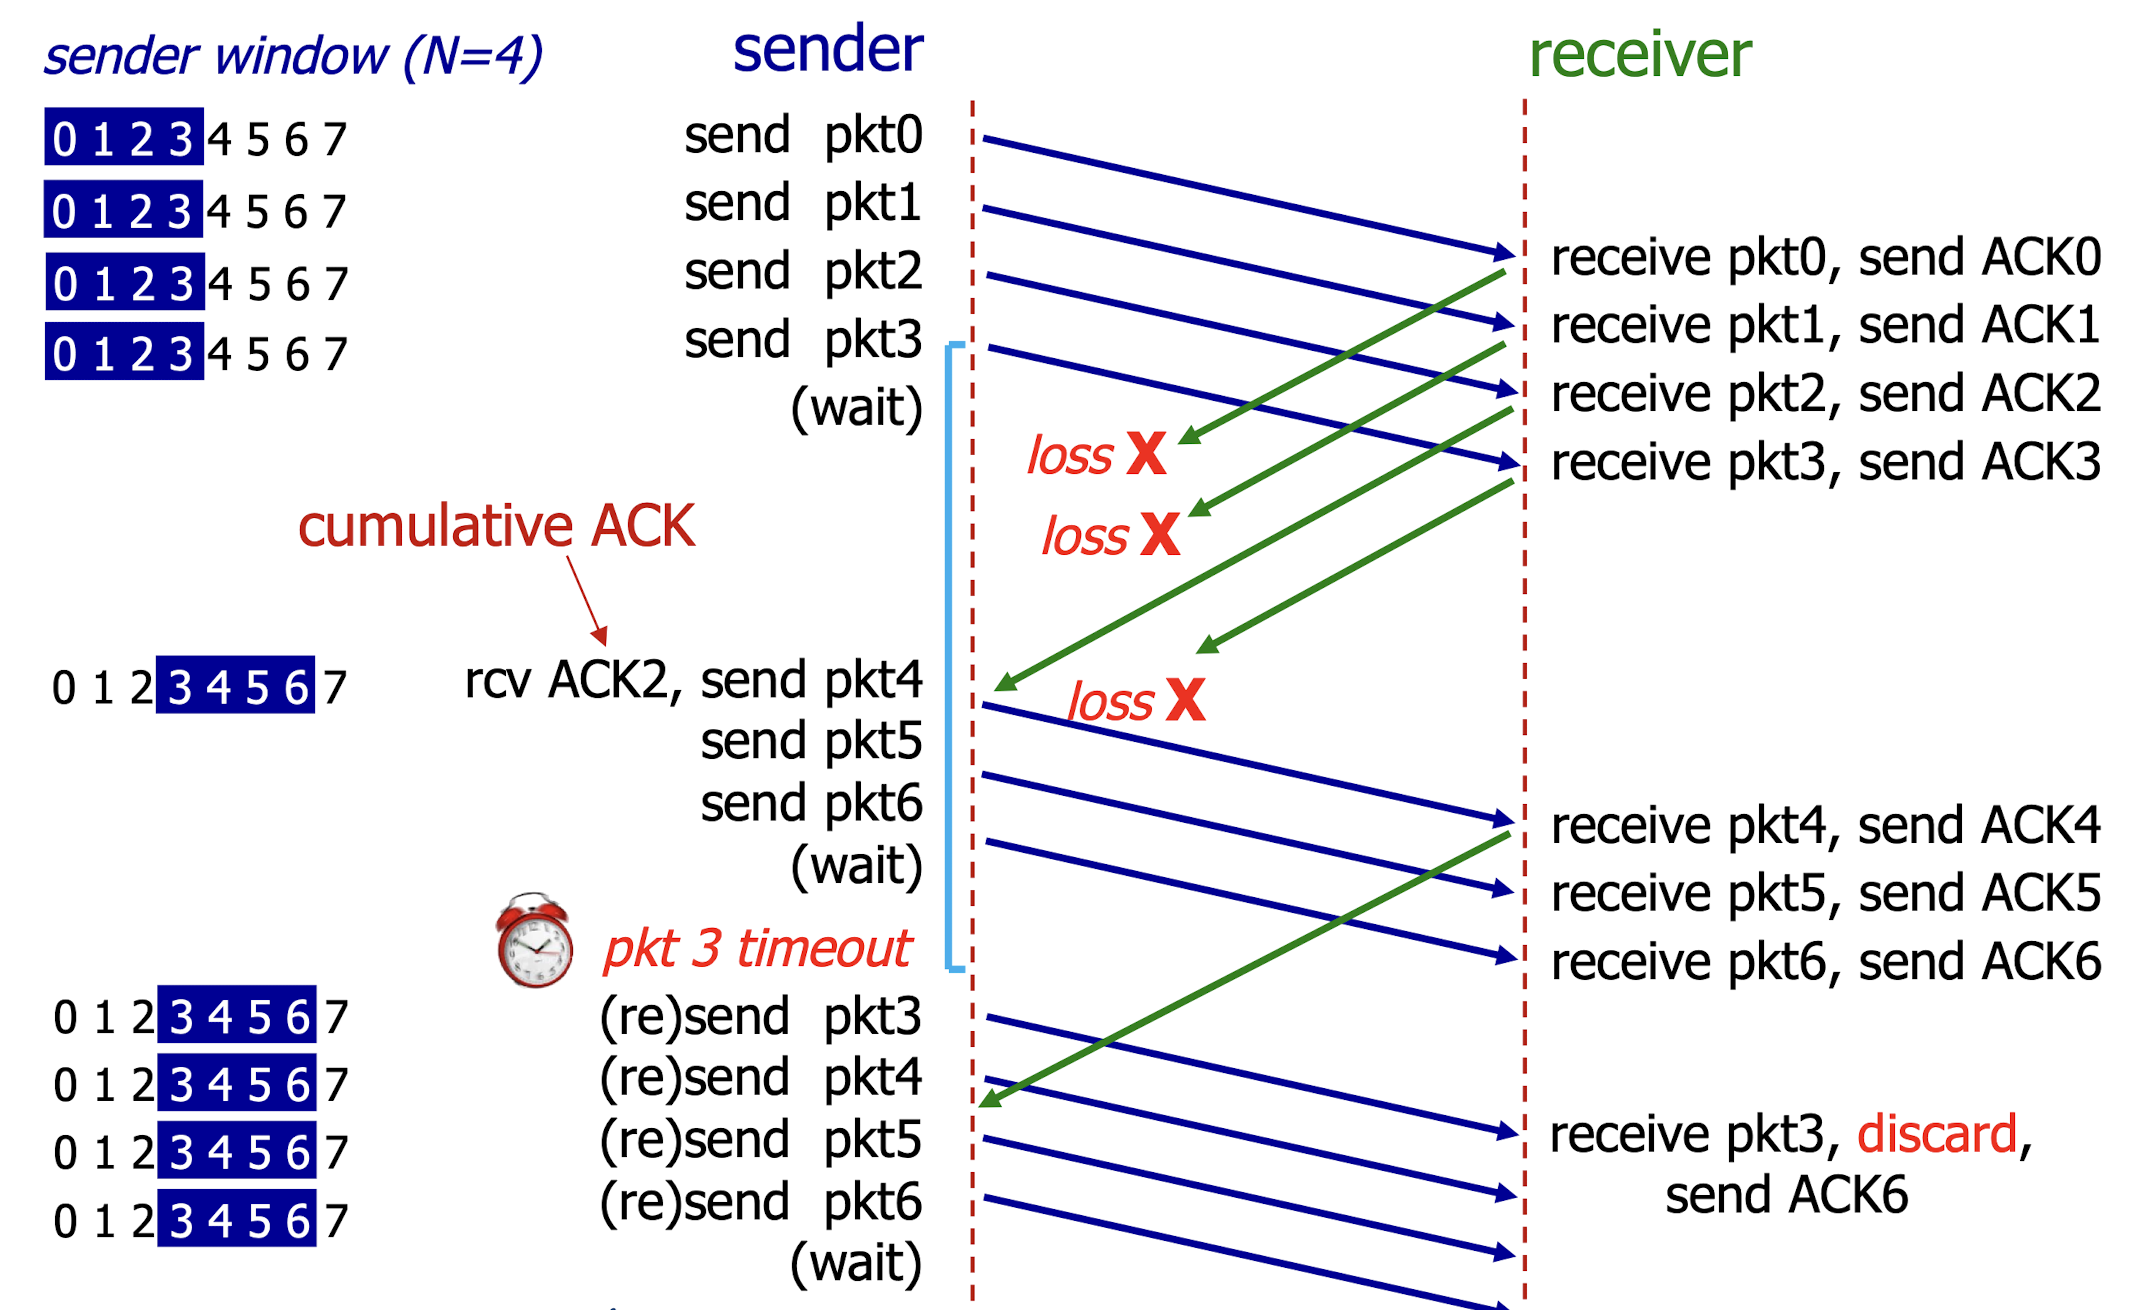 sender window (N=4) sender receiver
0 1 2 3 4 5 6 7 send pkt0
0 1 2 3 4 5 6 7 send pkt1
receive pkt0, send ACK0
0 1 2 3 4 5 6 7 send pkt2
receive pkt1, send ACK1
0 1 2 3 4 5 6 7 send pkt3
receive pkt2, send ACK2
(wait)
loss X receive pkt3, send ACK3
cumulative ACK loss X
0 1 2 3 4 5 6 7 rcv ACK2, send pkt4 loss X
send pkt5
send pkt6 receive pkt4, send ACK4
(wait) receive pkt5, send ACK5
pkt 3 timeout receive pkt6, send ACK6
0 1 2 3 4 5 6 7 (re)send pkt3
0 1 2 3 4 5 6 7 (re)send pkt4
0 1 2 3 4 5 6 7 (re)send pkt5 receive pkt3, discard,
0 1 2 3 4 5 6 7 (re)send pkt6 send ACK6
(wait)